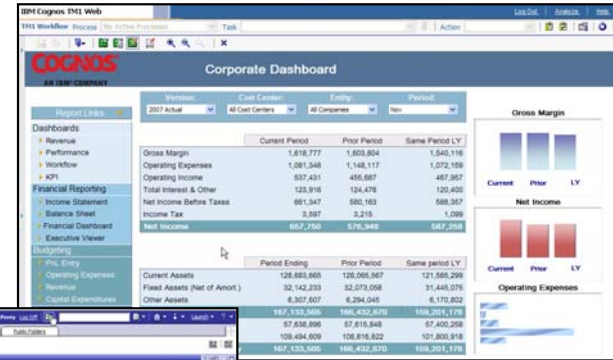 IBM Cognos TM1 Web
Log Out Analyze Help
TM1 Workflow Process No Active Processes Task Action
COGNOS
AN IBM COMPANY
Corporate Dashboard
Version: Cost Center: Entity: Period:
2007 Actual All Cost Centers All Companies Nov
Report Links
Dashboards
Revenue
Performance
Workflow
KPI
Financial Reporting
Income Statement
Balance Sheet
Financial Dashboard
Executive Viewer
Budgeting
PnL Entry
Operating Expenses
Revenue
Capital Expenditures
Current Period Prior Period Same Period LY
Gross Margin 1,618,777 1,603,804 1,540,116
Operating Expenses 1,081,346 1,148,117 1,072,159
Operating Income 537,431 455,687 467,957
Total Interest & Other 123,916 124,476 120,400
Net Income Before Taxes 661,347 580,163 588,357
Income Tax 3,597 3,215 1,099
Net Income 657,750 576,948 587,258
Period Ending Prior Period Same period LY
Current Assets 128,683,665 128,065,567 121,585,299
Fixed Assets (Net of Amort.) 32,142,233 32,073,058 31,445,075
Other Assets 6,307,607 6,294,045 6,170,802
167,133,505 166,432,670 159,201,176
57,638,896 57,615,848 57,400,258
109,494,609 108,816,822 101,800,918
167,133,505 166,432,670 159,201,176
Gross Margin
Current Prior LY
Net Income
Current Prior LY
Operating Expenses
Perry Log Off
Launch
Public Folders